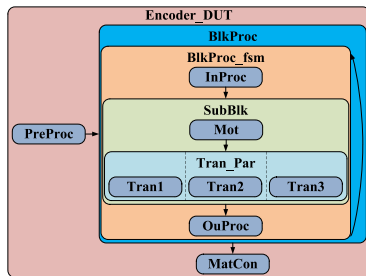 Encoder_DUT
BlkProc
BlkProc_fsm
InProc
SubBlk
PreProc
Mot
Tran_Par
Tran1 Tran2 Tran3
OuProc
MatCon